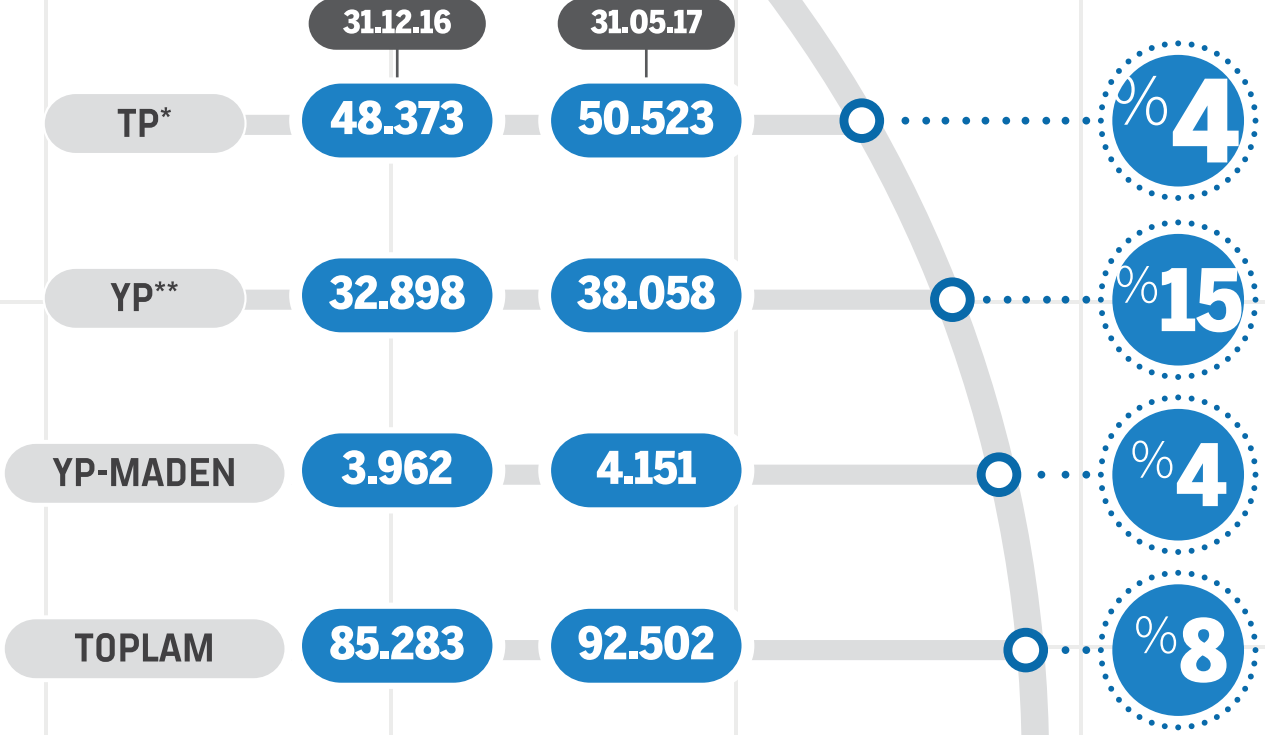 31.12.16 31.05.17
TP* 48.373 50.523 %4
YP** 32.898 38.058 %15
YP-MADEN 3.962 4.151 %4
TOPLAM 85.283 92.502 %8